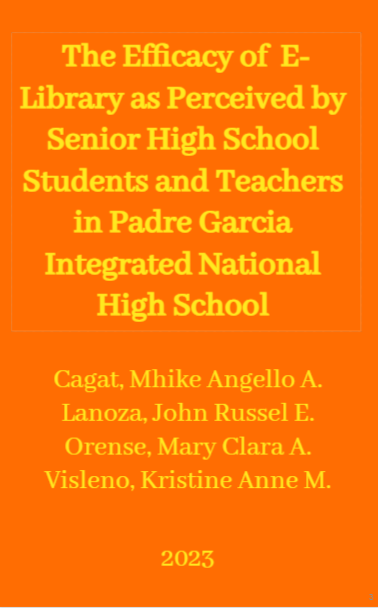 The Efficacy of E-
Library as Perceived by
Senior High School
Students and Teachers
in Padre Garcia
Integrated National
High School
Cagat, Mhike Angello A.
Lanoza, John Russel E.
Orense, Mary Clara A.
Visleno, Kristine Anne M.
2023